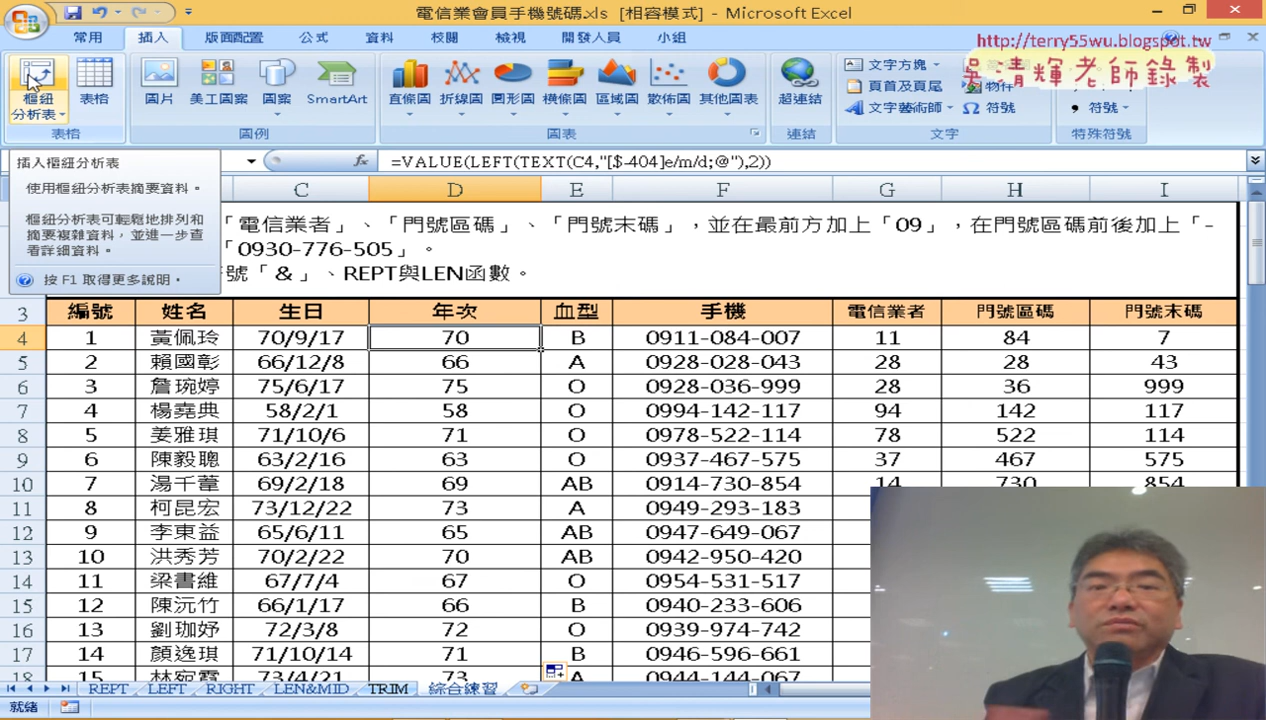 電信業會員手機號碼.xls [相容模式] - Microsoft Excel
常用 插入 版面配置 公式 資料 校閱 檢視 開發人員 小組
http://terry55wu.blogspot.tw
吳清輝老師錄製
樞紐分析表 表格 圖片 美工圖案 圖案 SmartArt 直條圖 折線圖 圓形圖 橫條圖 區域圖 散佈圖 其他圖表 超連結 文字方塊
頁首及頁尾 物件
文字藝術師 符號 符號
表格 圖例 圖表 連結 文字 特殊符號
插入樞紐分析表
使用樞紐分析表摘要資料。
樞紐分析表可輕鬆地排列和
摘要複雜資料，並進一步查
看詳細資料。
按 F1 取得更多說明。
=VALUE(LEFT(TEXT(C4,"[$-404]e/m/d;@"),2))
C D E F G H I
「電信業者」、「門號區碼」、「門號末碼」，並在最前方加上「09」，在門號區碼前後加上「-
「0930-776-505」。
號「&」、REPT與LEN函數。
3 編號 姓名 生日 年次 血型 手機 電信業者 門號區碼 門號末碼
4 1 黃佩玲 70/9/17 70 B 0911-084-007 11 84 7
5 2 賴國彰 66/12/8 66 A 0928-028-043 28 28 43
6 3 詹琬婷 75/6/17 75 O 0928-036-999 28 36 999
7 4 楊堯典 58/2/1 58 O 0994-142-117 94 142 117
8 5 姜雅琪 71/10/6 71 O 0978-522-114 78 522 114
9 6 陳毅聰 63/2/16 63 O 0937-467-575 37 467 575
10 7 湯千葷 69/2/18 69 AB 0914-730-854 14 730 854
11 8 柯昆宏 73/12/22 73 A 0949-293-183
12 9 李東益 65/6/11 65 AB 0947-649-067
13 10 洪秀芳 70/2/22 70 AB 0942-950-420
14 11 梁書維 67/7/4 67 O 0954-531-517
15 12 陳沅竹 66/1/17 66 B 0940-233-606
16 13 劉珈妤 72/3/8 72 O 0939-974-742
17 14 顏逸琪 71/10/14 71 B 0946-596-661
18 15 林宛霞 73/4/21 73 O 0944-144-067
REPT LEFT RIGHT LEN&MID TRIM 綜合練習
就緒